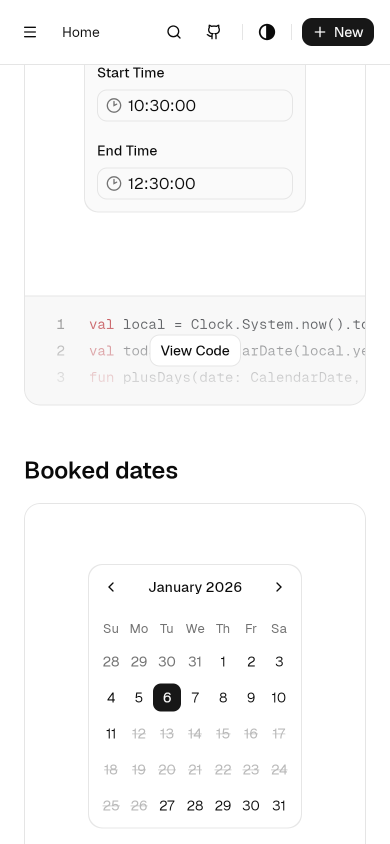 Home
New
Start Time
10:30:00
End Time
12:30:00
1 val local = Clock.System.now().to
2 val tod
View Code
arDate(local.ye
3 fun plusDays(date: CalendarDate,
Booked dates
January 2026
Su Mo Tu We Th Fr Sa
28 29 30 31 1 2 3
4 5 6 7 8 9 10
11 12 13 14 15 16 17
18 19 20 21 22 23 24
25 26 27 28 29 30 31